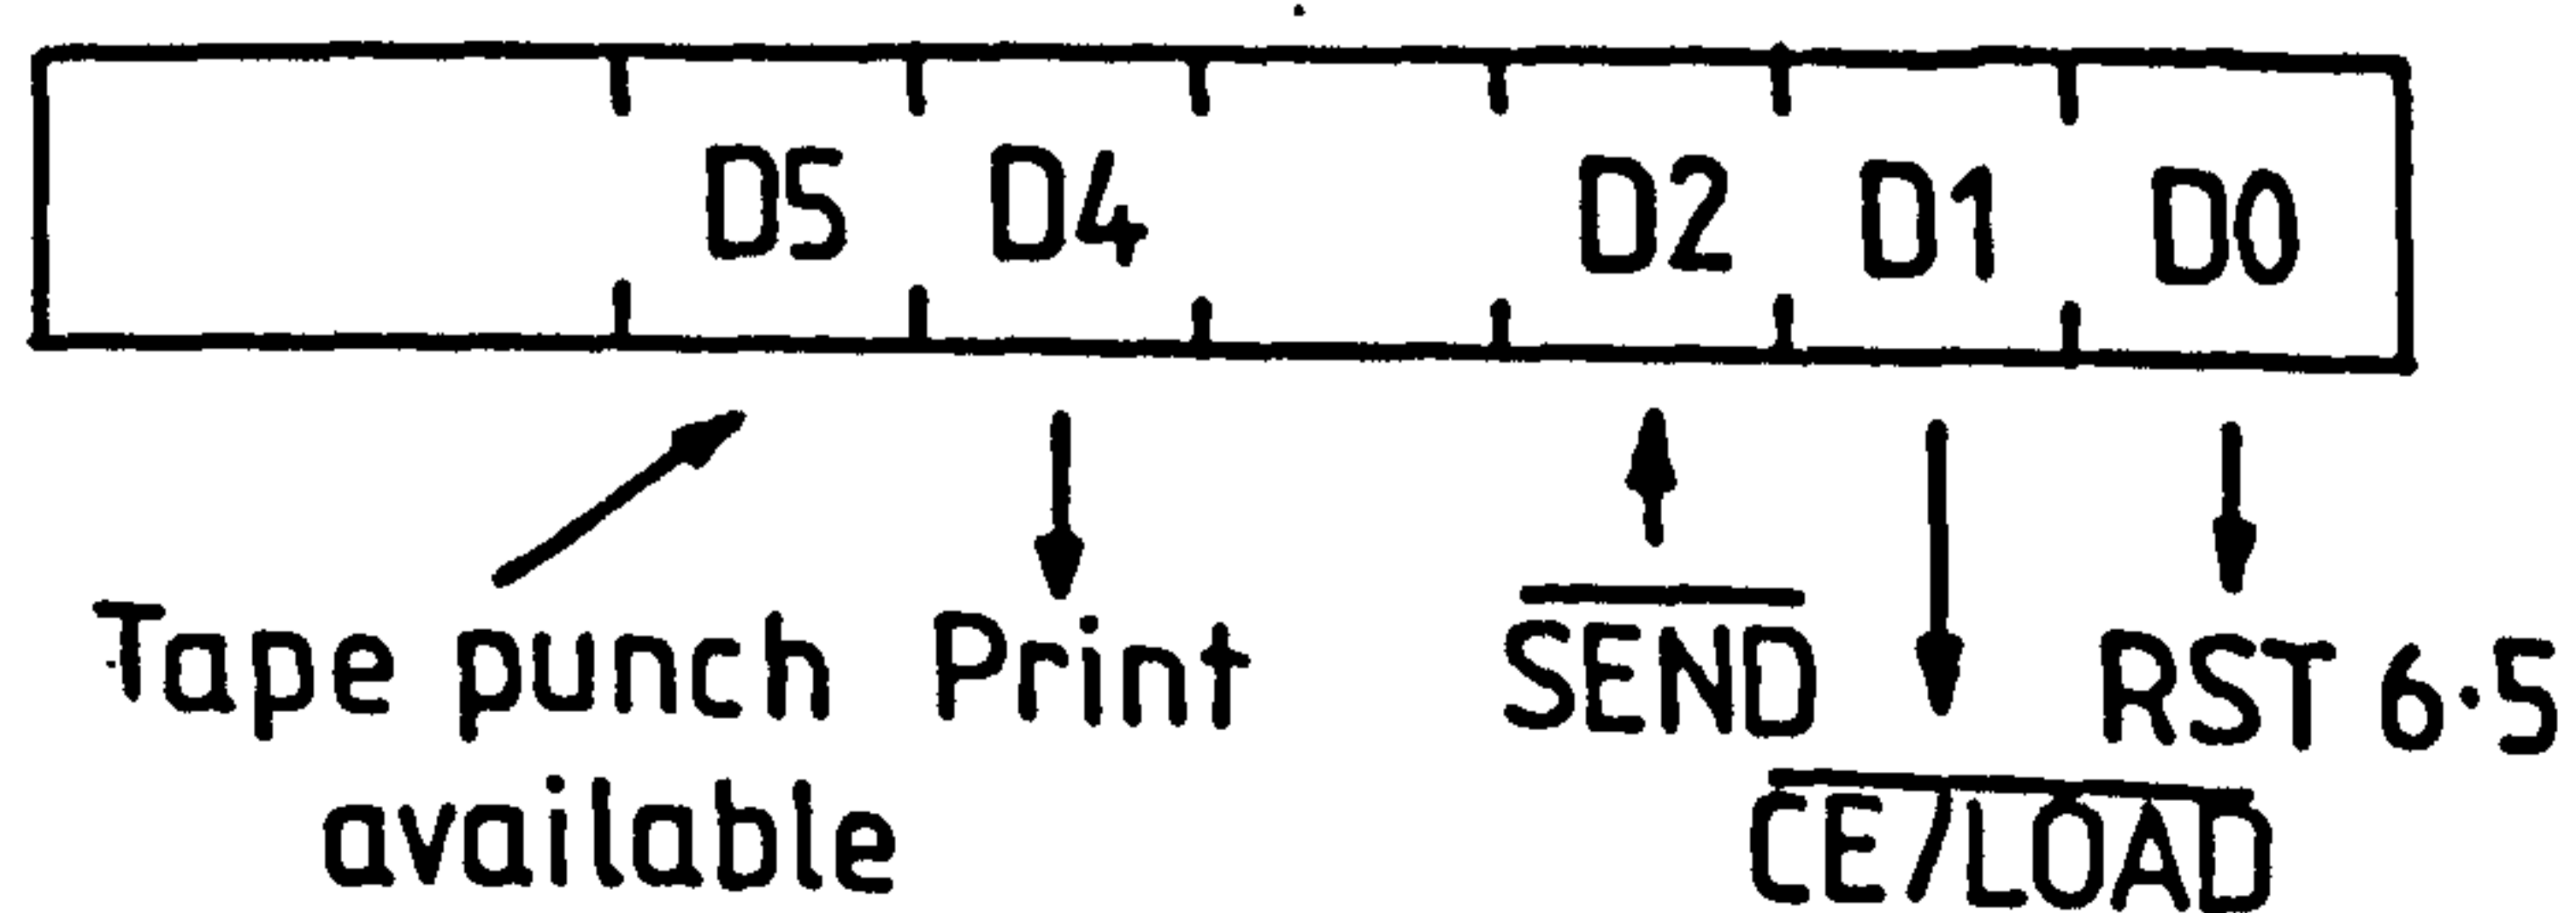 D5 D4 D2 D1 D0
Tape punch Print SEND RST 6·5
available CE/LOAD